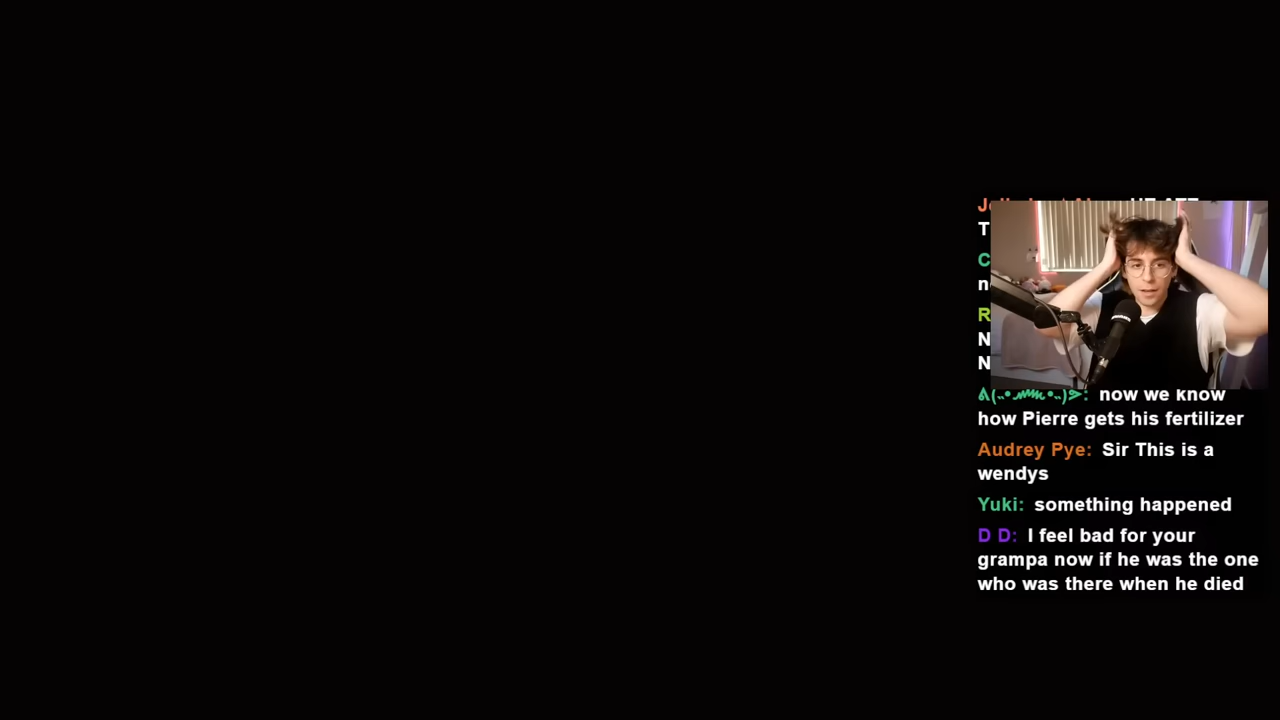 now we know
how Pierre gets his fertilizer
Audrey Pye: Sir This is a
wendys
Yuki: something happened
D D: I feel bad for your
grampa now if he was the one
who was there when he died